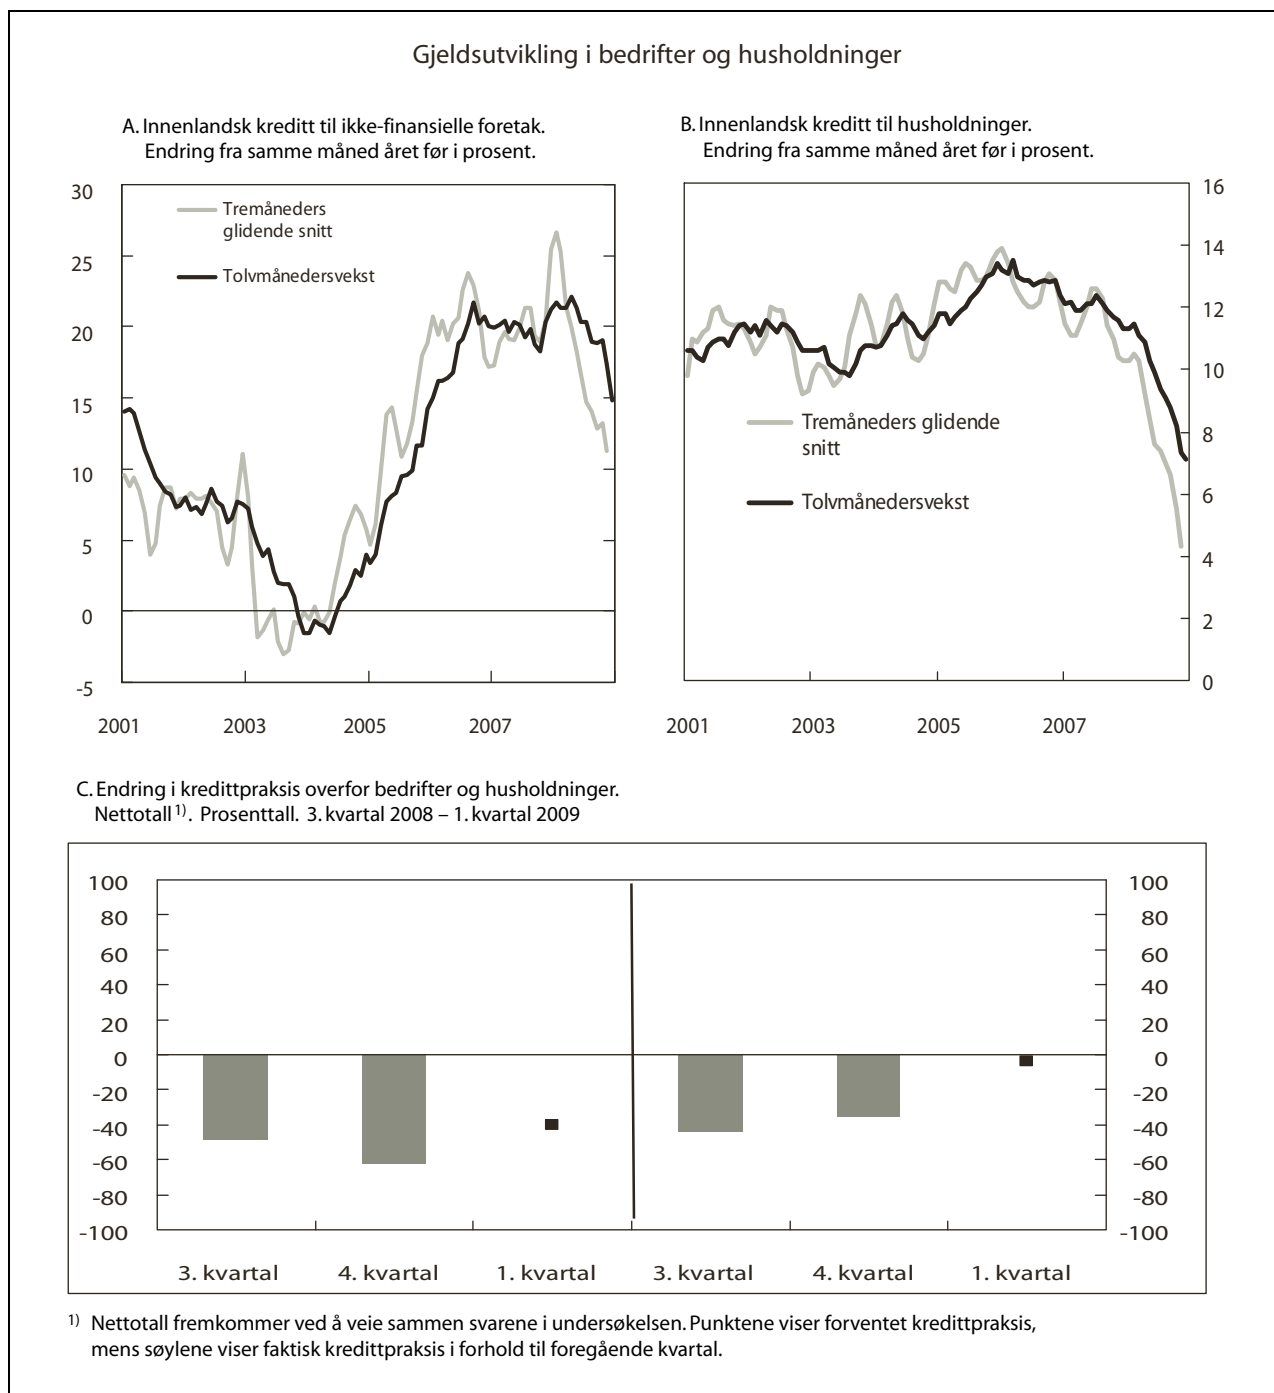 Gjeldsutvikling i bedrifter og husholdninger
A. Innenlandsk kreditt til ikke-finansielle foretak.
Endring fra samme måned året før i prosent.
30
25
20
15
10
5
0
-5
Tremåneders
glidende snitt
Tolvmånedersvekst
2001 2003 2005 2007
B. Innenlandsk kreditt til husholdninger.
Endring fra samme måned året før i prosent.
16
14
12
10
8
6
4
2
0
Tremåneders glidende
snitt
Tolvmånedersvekst
2001 2003 2005 2007
C. Endring i kredittpraksis overfor bedrifter og husholdninger.
Nettotall 1). Prosenttall. 3. kvartal 2008 – 1. kvartal 2009
100 100
80 80
60 60
40 40
20 20
0 0
-20 -20
-40 -40
-60 -60
-80 -80
-100 -100
3. kvartal 4. kvartal 1. kvartal 3. kvartal 4. kvartal 1. kvartal
1) Nettotall fremkommer ved å veie sammen svarene i undersøkelsen. Punktene viser forventet kredittpraksis,
mens søylene viser faktisk kredittpraksis i forhold til foregående kvartal.